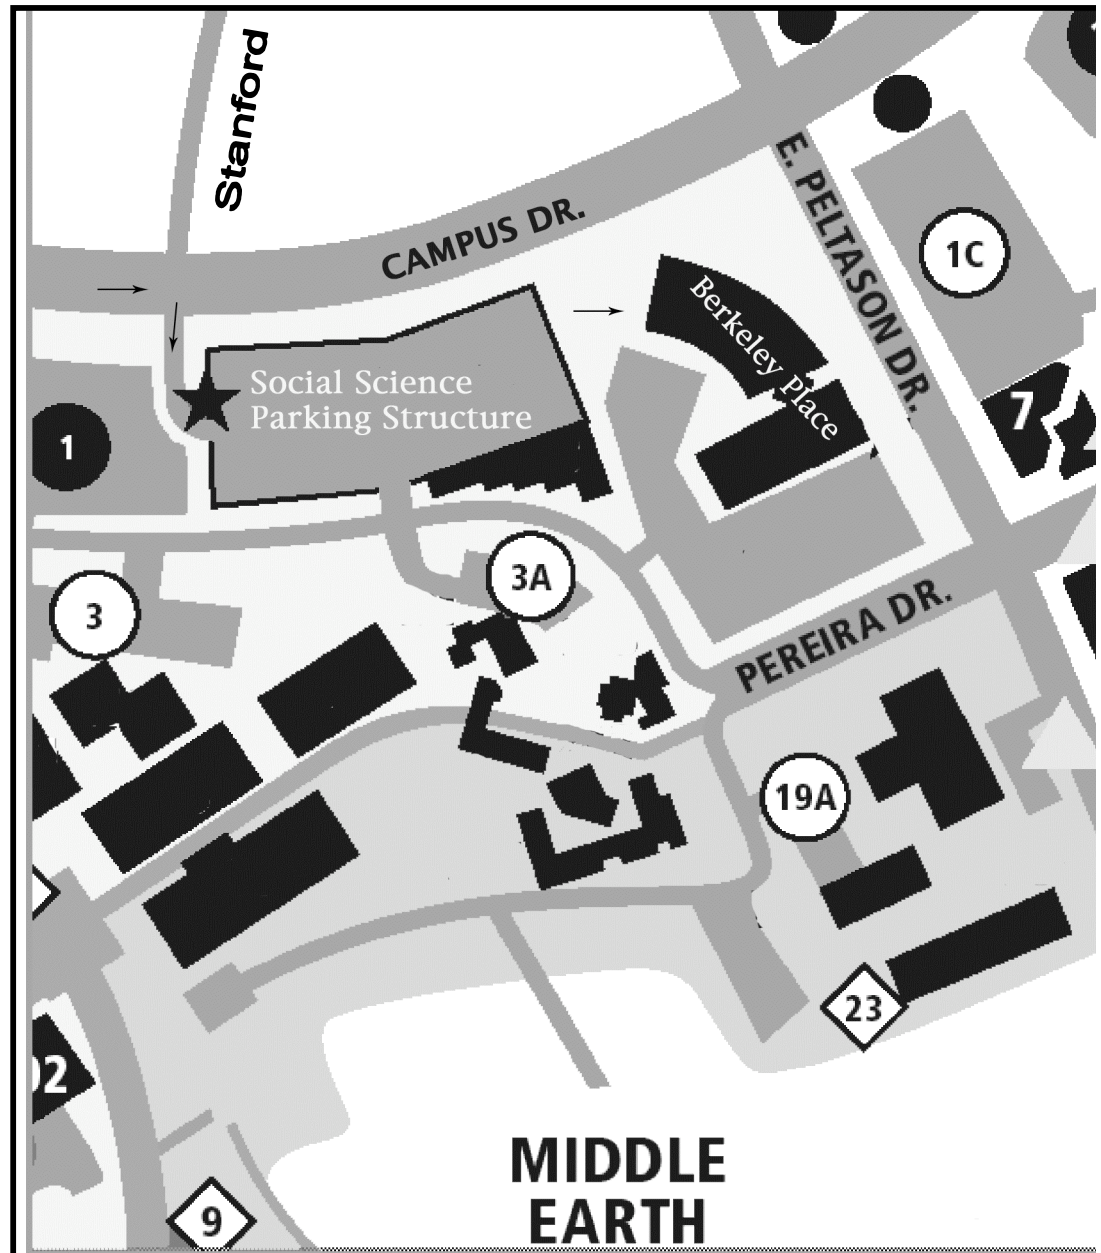 Stanford
CAMPUS DR.
E. PELTASON DR.
1C
Berkeley Place
Social Science
Parking Structure
7
1
3A
3
PEREIRA DR.
19A
23
02
MIDDLE
EARTH
9